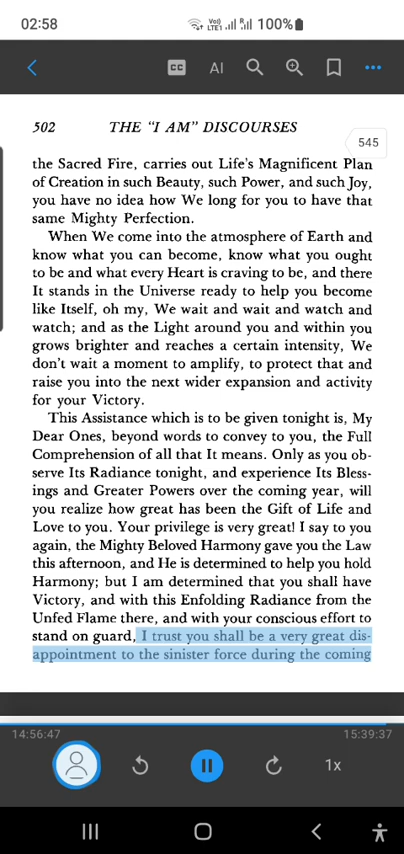 02:58
Vo)) LTE1 R 100%
CC AI
502 THE "I AM" DISCOURSES
545
the Sacred Fire, carries out Life's Magnificent Plan
of Creation in such Beauty, such Power, and such Joy,
you have no idea how We long for you to have that
same Mighty Perfection.
When We come into the atmosphere of Earth and
know what you can become, know what you ought
to be and what every Heart is craving to be, and there
It stands in the Universe ready to help you become
like Itself, oh my, We wait and wait and watch and
watch; and as the Light around you and within you
grows brighter and reaches a certain intensity, We
don't wait a moment to amplify, to protect that and
raise you into the next wider expansion and activity
for your Victory.
This Assistance which is to be given tonight is, My
Dear Ones, beyond words to convey to you, the Full
Comprehension of all that It means. Only as you ob-
serve Its Radiance tonight, and experience Its Bless-
ings and Greater Powers over the coming year, will
you realize how great has been the Gift of Life and
Love to you. Your privilege is very great! I say to you
again, the Mighty Beloved Harmony gave you the Law
this afternoon, and He is determined to help you hold
Harmony; but I am determined that you shall have
Victory, and with this Enfolding Radiance from the
Unfed Flame there, and with your conscious effort to
stand on guard, I trust you shall be a very great dis-
appointment to the sinister force during the coming
14:56:47 15:39:37
1x